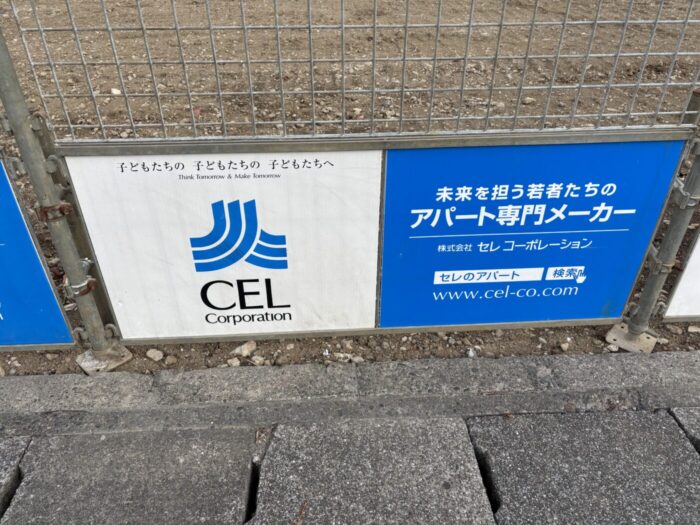 子どもたちの 子どもたちの 子どもたちへ
Think Tomorrow & Make Tomorrow
CEL
Corporation
未来を担う若者たちの
アパート専門メーカー
株式会社 セレ コーポレーション
セレのアパート 検索
www.cel-co.com